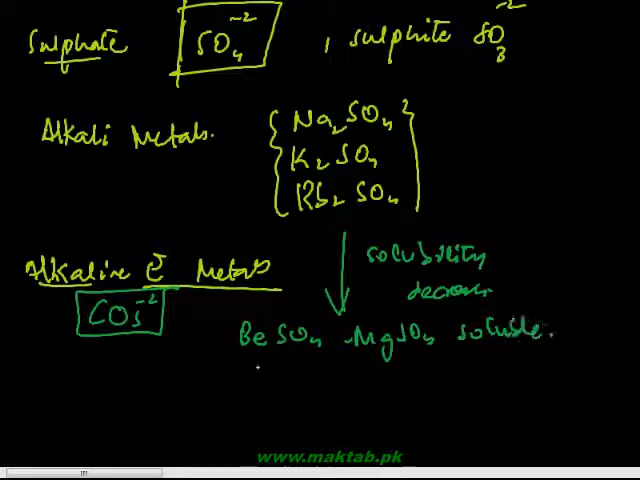 Sulphate SO₄⁻² , sulphite SO₃⁻²
Alkali Metals. { Na₂SO₄ }
K₂SO₄
Rb₂SO₄
Alkaline E Metals
solubility
CO₃⁻²
BeSO₄ MgSO₄ soluble.
www.maktab.pk